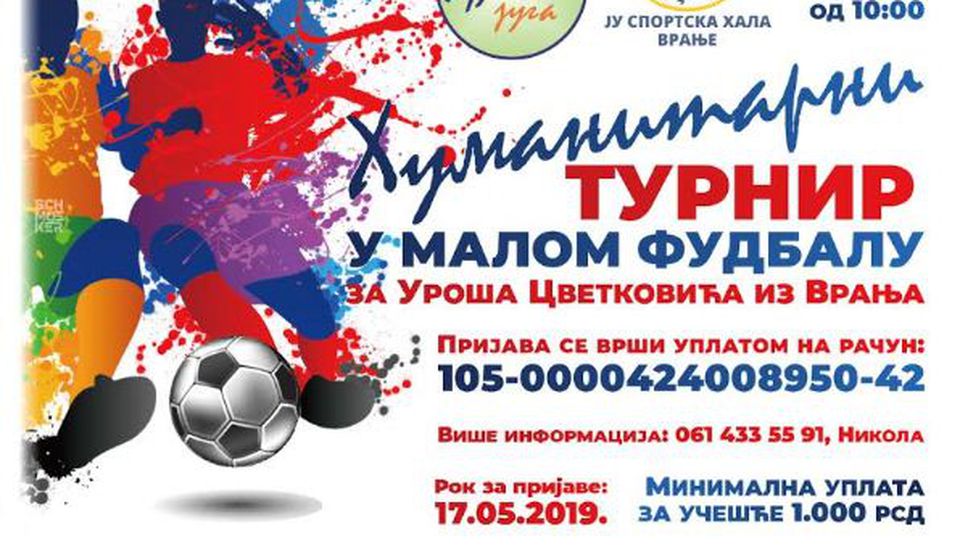 југа
ЈУ СПОРТСКА ХАЛА
ВРАЊЕ
од 10:00
Хуманитарни
ТУРНИР
У МАЛОМ ФУДБАЛУ
ЗА УРОША ЦВЕТКОВИЋА ИЗ ВРАЊА
ПРИЈАВА СЕ ВРШИ УПЛАТОМ НА РАЧУН:
105-0000424008950-42
ВИШЕ ИНФОРМАЦИЈА: 061 433 55 91, НИКОЛА
Рок за пријаве:
17.05.2019.
МИНИМАЛНА УПЛАТА
ЗА УЧЕШЋЕ 1.000 РСД